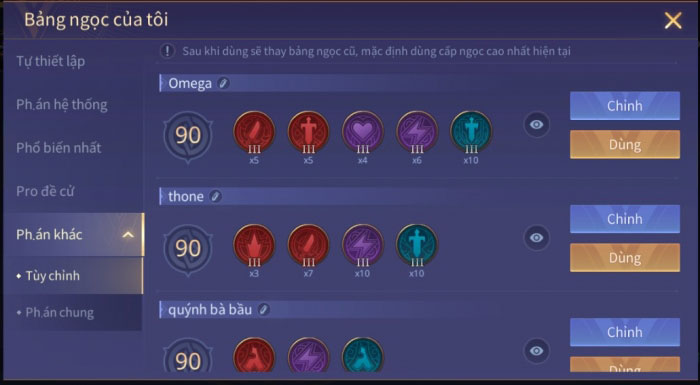 Bảng ngọc của tôi
Sau khi dùng sẽ thay bảng ngọc cũ, mặc định dùng cấp ngọc cao nhất hiện tại
Tự thiết lập
Ph.án hệ thống
Phổ biến nhất
Pro đề cử
Ph.án khác
• Tùy chỉnh
• Ph.án chung
Omega
90
III III III III III
x5 x5 x4 x6 x10
Chỉnh
Dùng
thone
90
III III III III
x3 x7 x10 x10
Chỉnh
Dùng
quýnh bà bầu
90
Chỉnh
Dùng